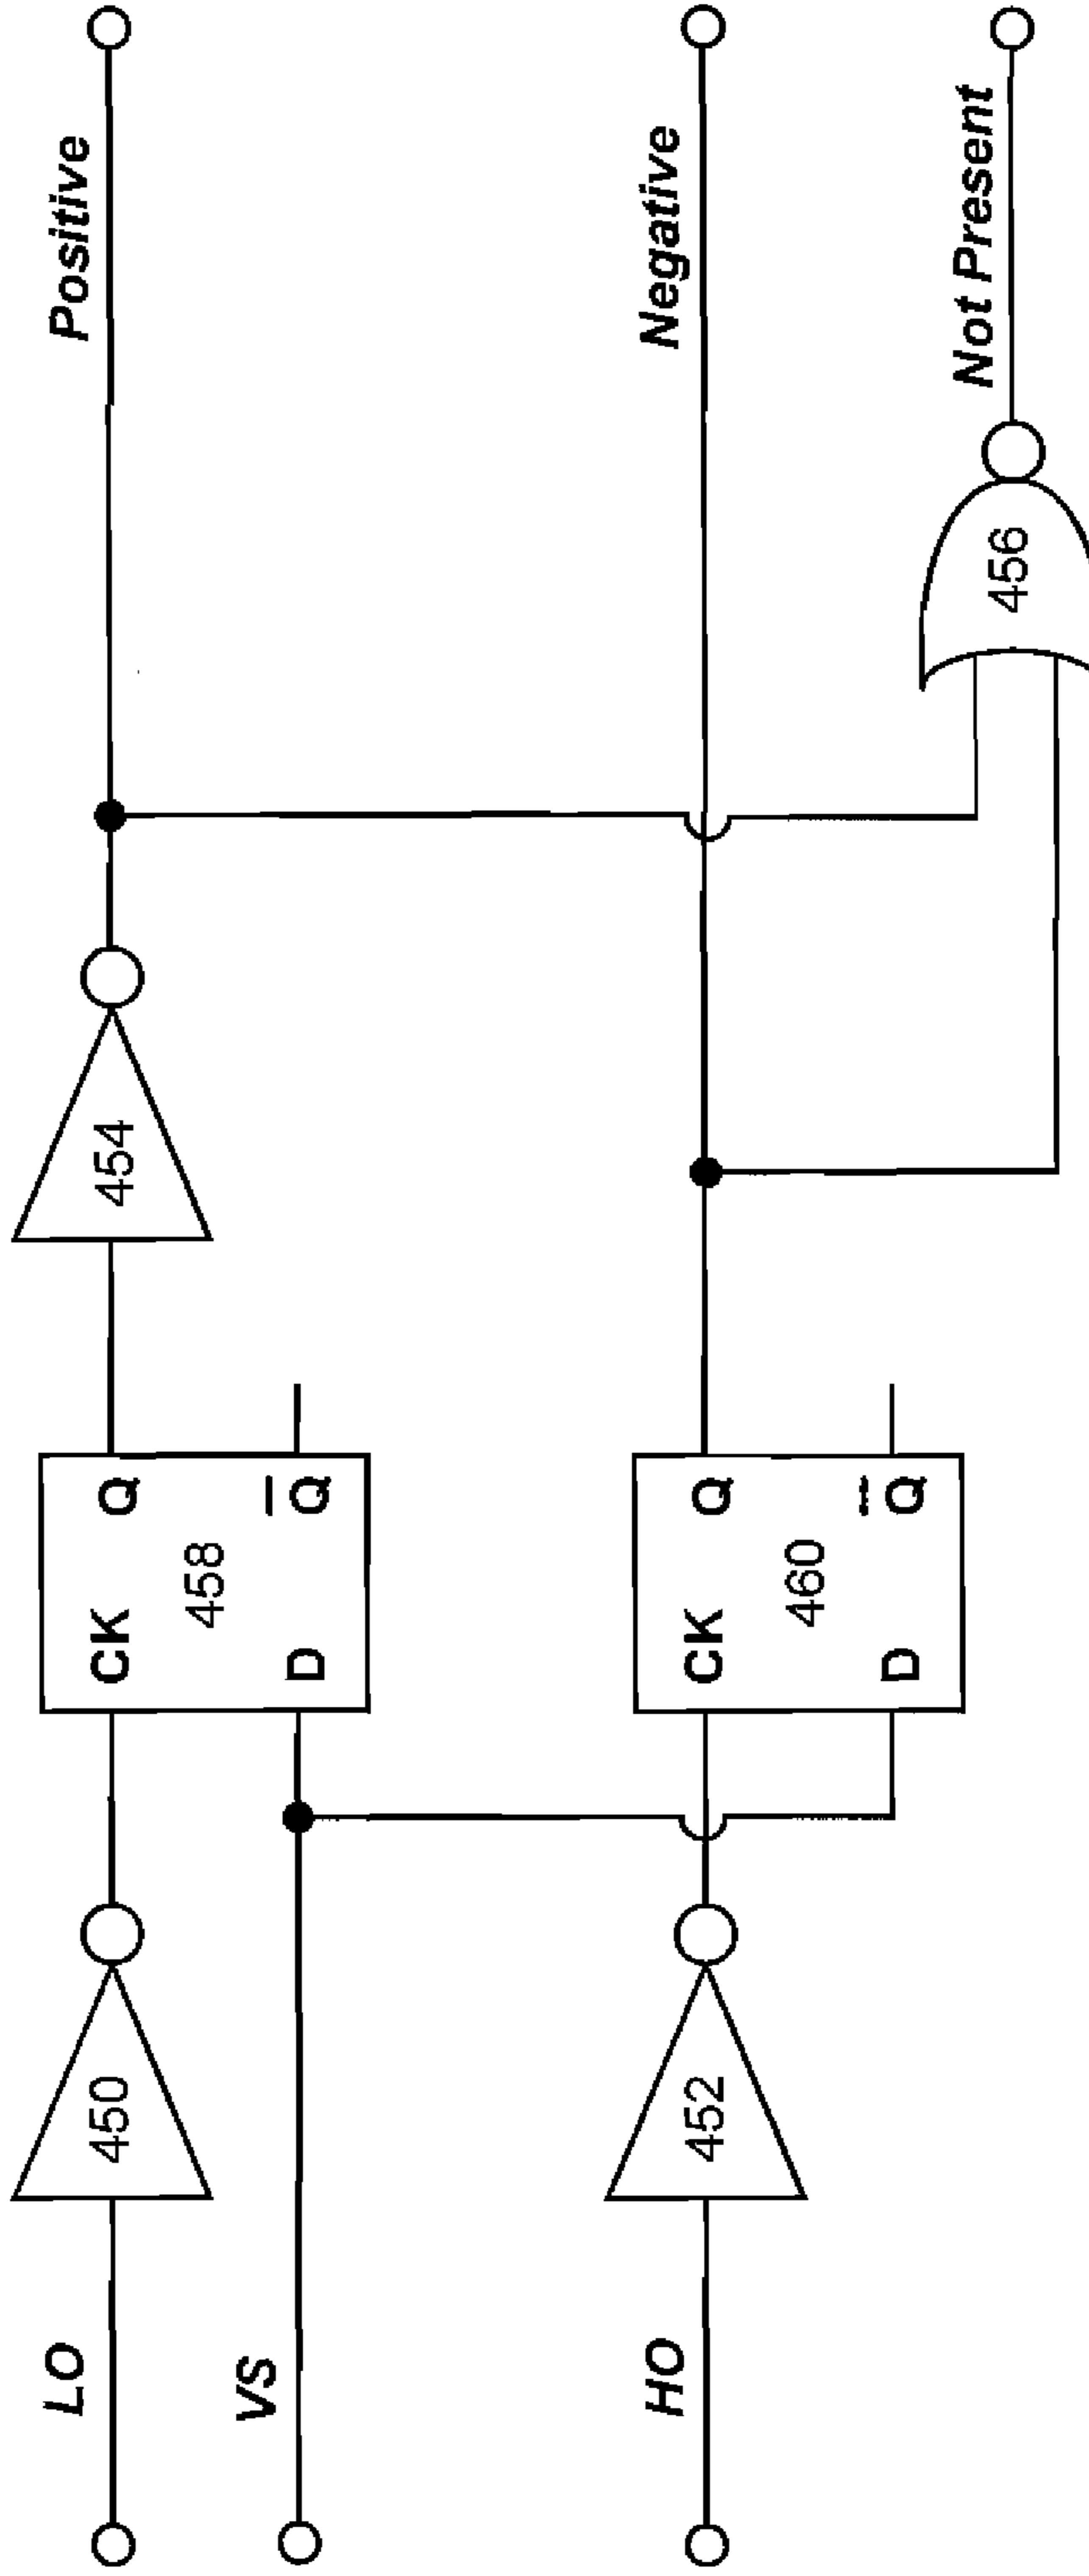 LO
450
CK
Q
458
D
Q
454
Positive
VS
HO
452
CK
Q
460
D
Q
Negative
456
Not Present